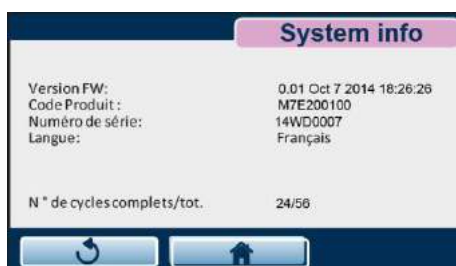 System info
Version FW: 0.01 Oct 7 2014 18:26:26
Code Produit : M7E200100
Numéro de série: 14WD0007
Langue: Français
N ° de cycles complets/tot. 24/56